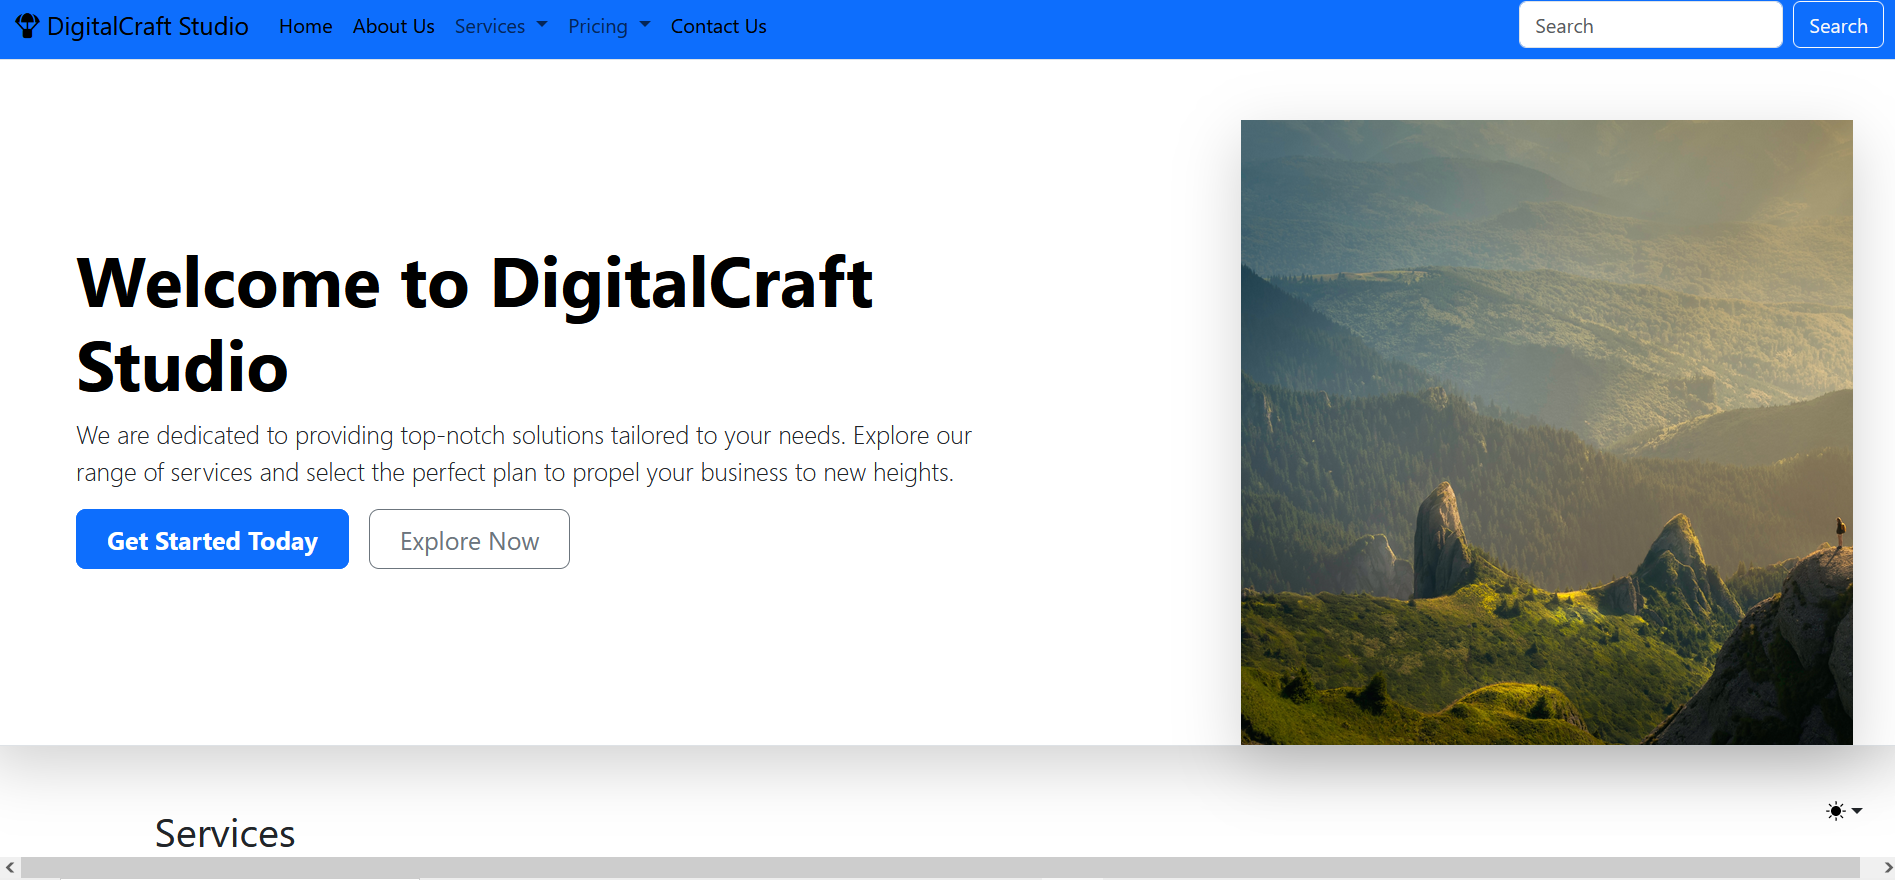 DigitalCraft Studio Home About Us Services Pricing Contact Us Search Search
Welcome to DigitalCraft
Studio
We are dedicated to providing top-notch solutions tailored to your needs. Explore our
range of services and select the perfect plan to propel your business to new heights.
Get Started Today Explore Now
Services